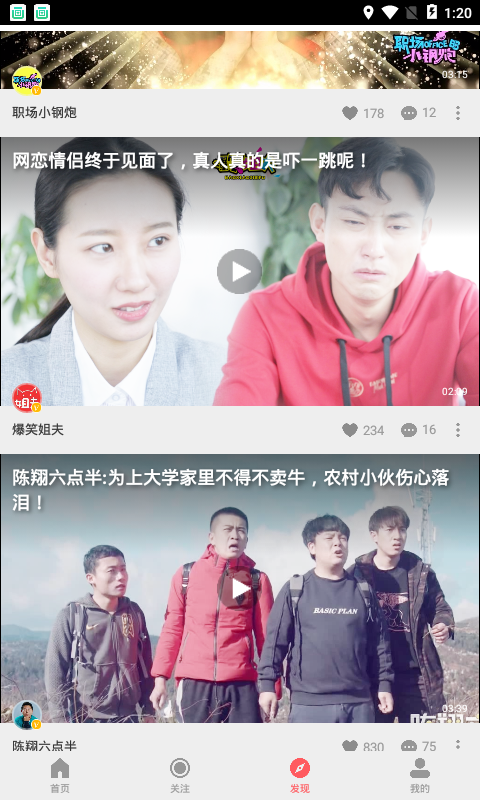 1:20
职场OFFICE
小钢炮
03:15
职场小钢炮
178
12
网恋情侣终于见面了，真人真的是吓一跳呢！
02:09
姐夫
爆笑姐夫
234
16
陈翔六点半:为上大学家里不得不卖牛，农村小伙伤心落
泪！
BASIC PLAN
03:39
陈翔六点半
830
75
首页
关注
发现
我的